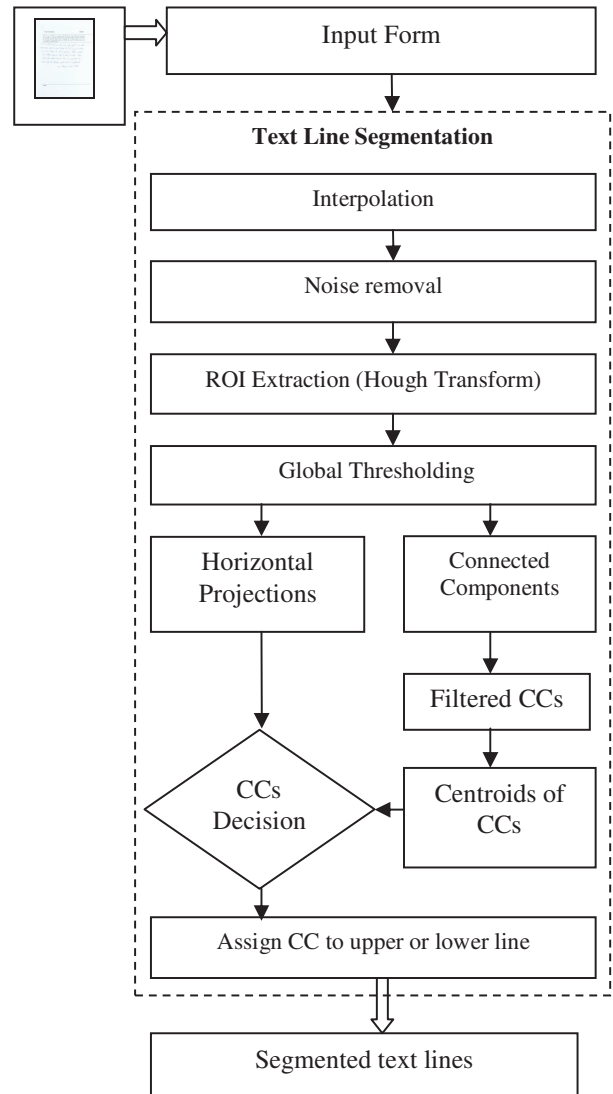 Input Form
Text Line Segmentation
Interpolation
Noise removal
ROI Extraction (Hough Transform)
Global Thresholding
Horizontal
Projections
Connected
Components
Filtered CCs
CCs
Decision
Centroids of
CCs
Assign CC to upper or lower line
Segmented text lines